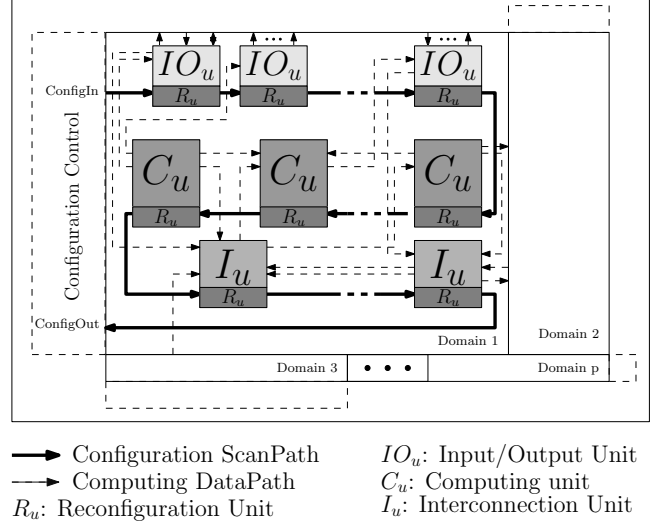 IO_u IO_u IO_u
ConfigIn
R_u R_u R_u
Configuration Control
C_u C_u C_u
R_u R_u R_u
I_u I_u
R_u R_u
ConfigOut
Domain 1
Domain 2
Domain 3
Domain p
Configuration ScanPath
Computing DataPath
R_u: Reconfiguration Unit
IO_u: Input/Output Unit
C_u: Computing unit
I_u: Interconnection Unit